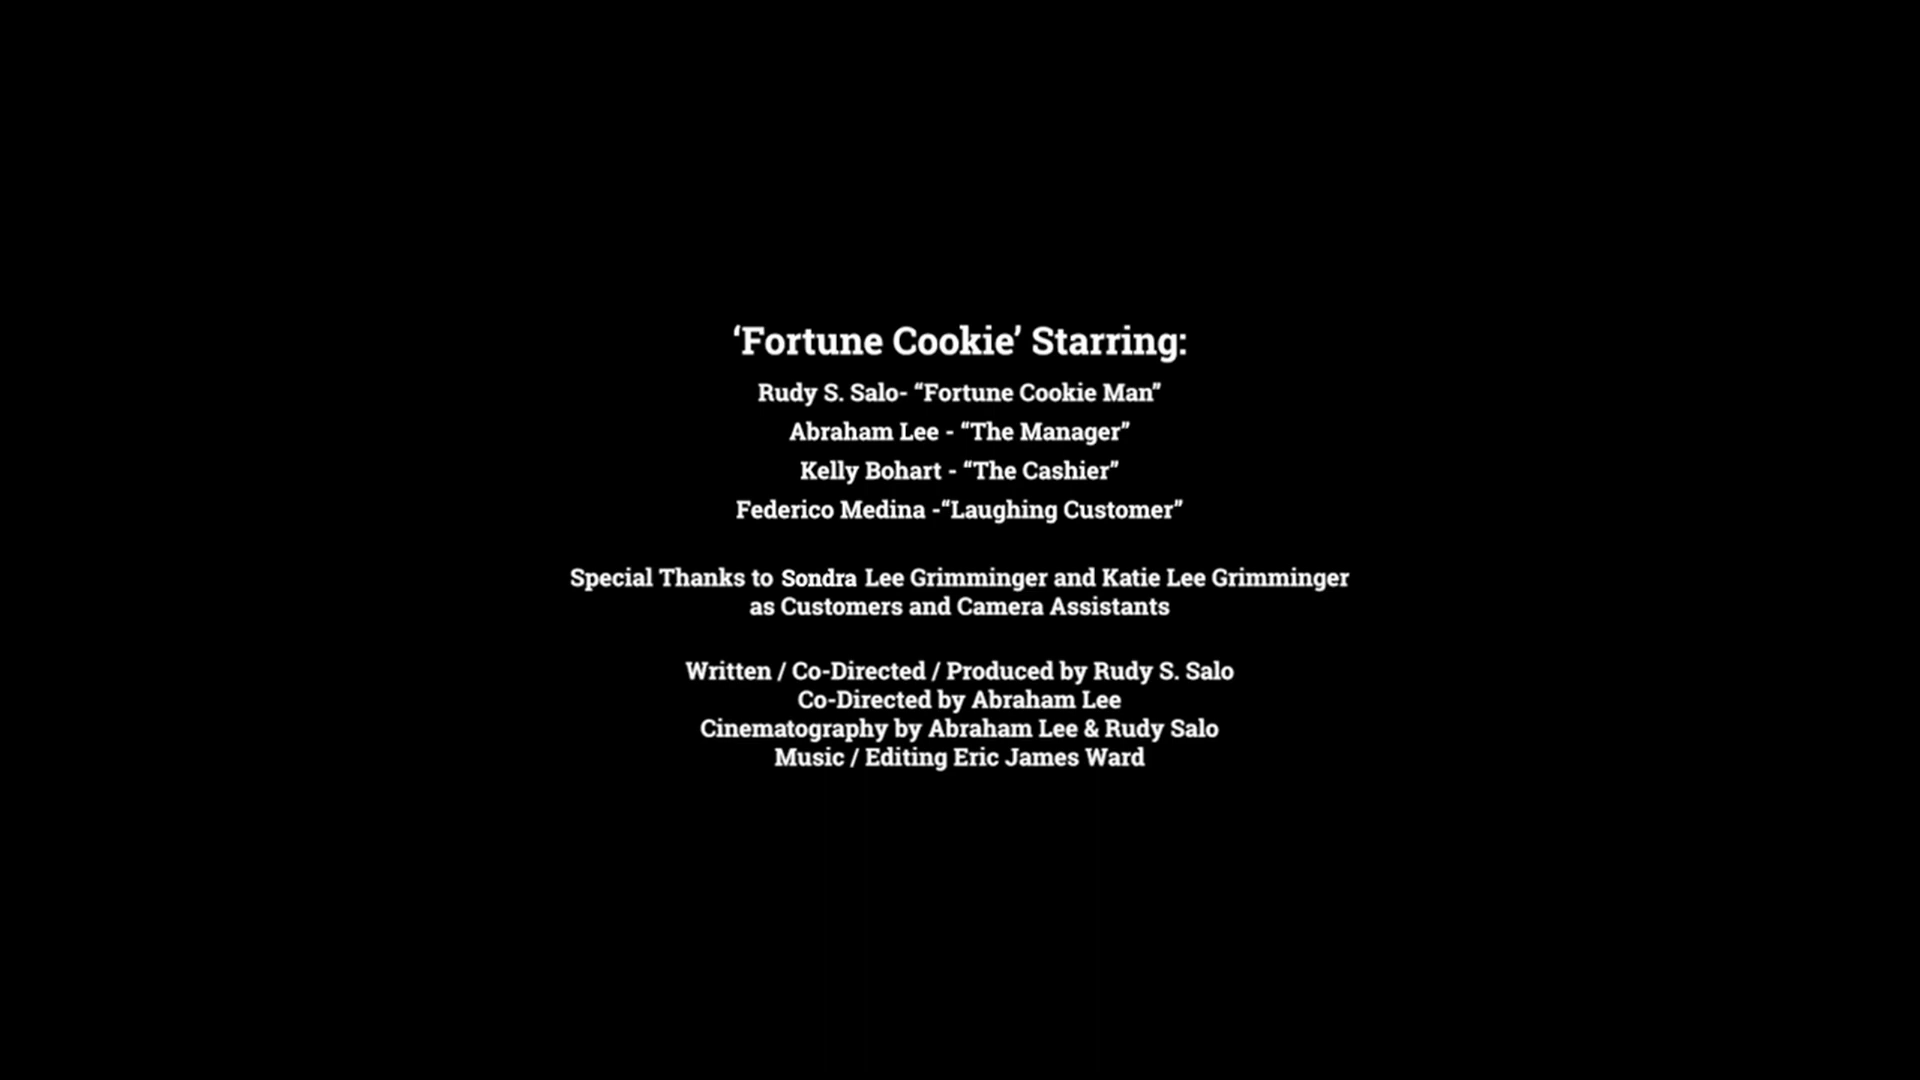 ‘Fortune Cookie’ Starring:
Rudy S. Salo- “Fortune Cookie Man”
Abraham Lee - “The Manager”
Kelly Bohart - “The Cashier”
Federico Medina -“Laughing Customer”
Special Thanks to Sondra Lee Grimminger and Katie Lee Grimminger
as Customers and Camera Assistants
Written / Co-Directed / Produced by Rudy S. Salo
Co-Directed by Abraham Lee
Cinematography by Abraham Lee & Rudy Salo
Music / Editing Eric James Ward